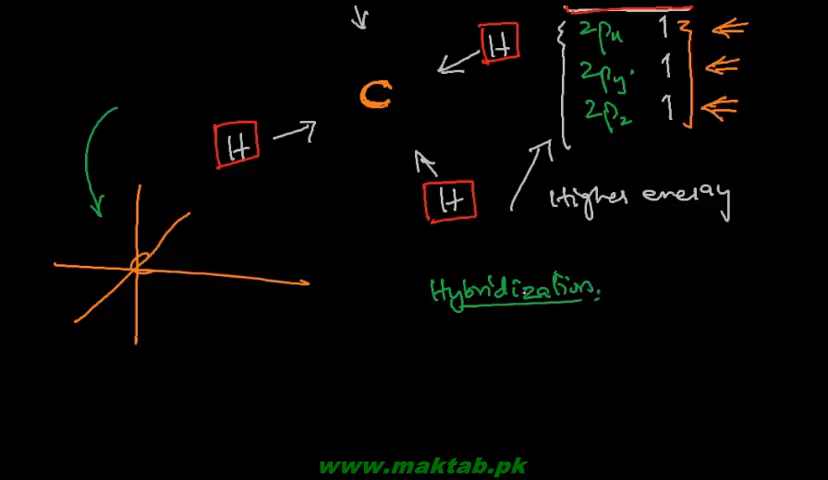 2px 1
H
2py 1
C
2pz 1
H
H
Higher energy
Hybridization.
www.maktab.pk